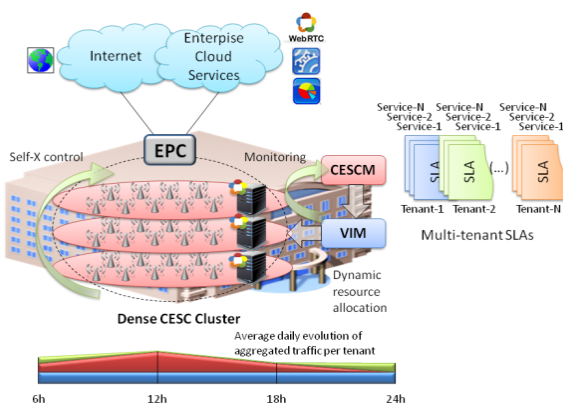 Internet
Enterpise
Cloud
Services
WebRTC
EPC
Self-X control
Monitoring
CESCM
VIM
Dynamic
resource
allocation
Service-N
Service-2
Service-1
SLA
Tenant-1
Service-N
Service-2
Service-1
SLA
Tenant-2
(...)
Service-N
Service-2
Service-1
SLA
Tenant-N
Multi-tenant SLAs
Dense CESC Cluster
Average daily evolution of
aggregated traffic per tenant
6h
12h
18h
24h